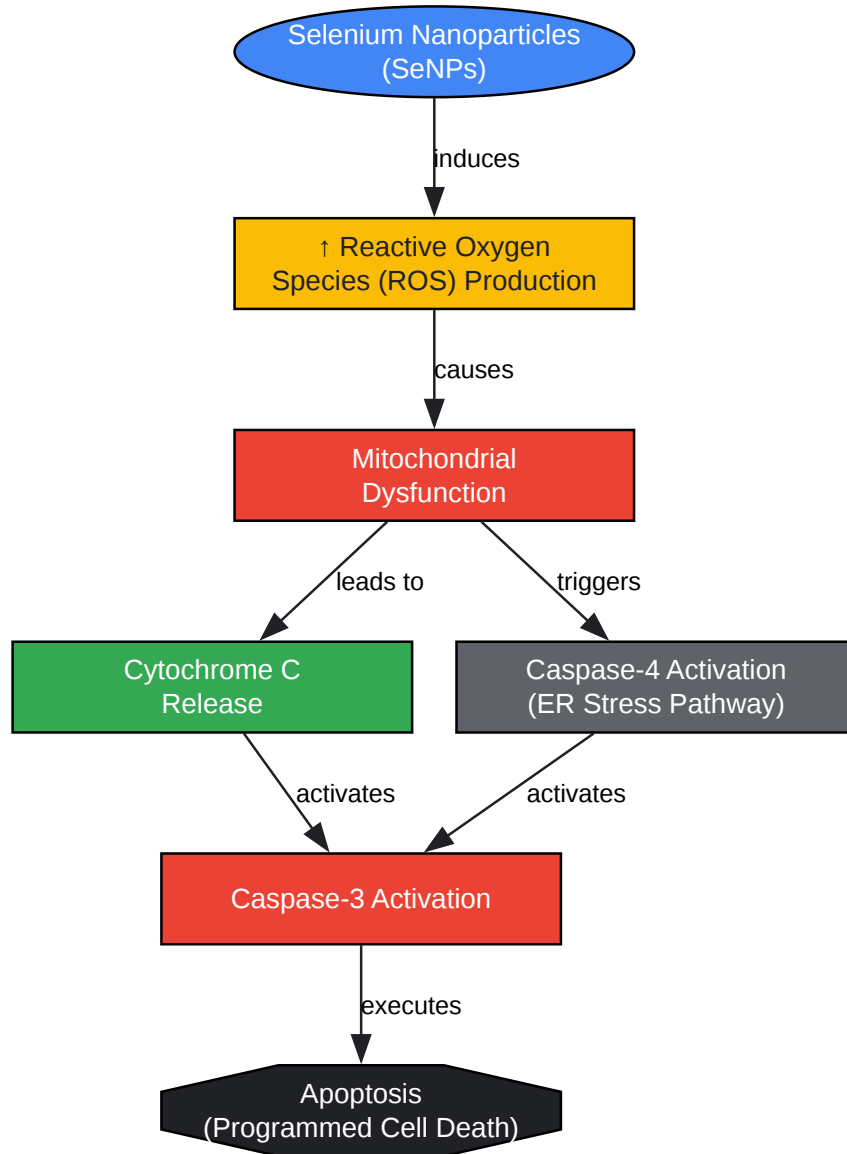 Selenium Nanoparticles
(SeNPs)
induces
↑ Reactive Oxygen
Species (ROS) Production
causes
Mitochondrial
Dysfunction
leads to
triggers
Cytochrome C
Release
Caspase-4 Activation
(ER Stress Pathway)
activates
activates
Caspase-3 Activation
executes
Apoptosis
(Programmed Cell Death)